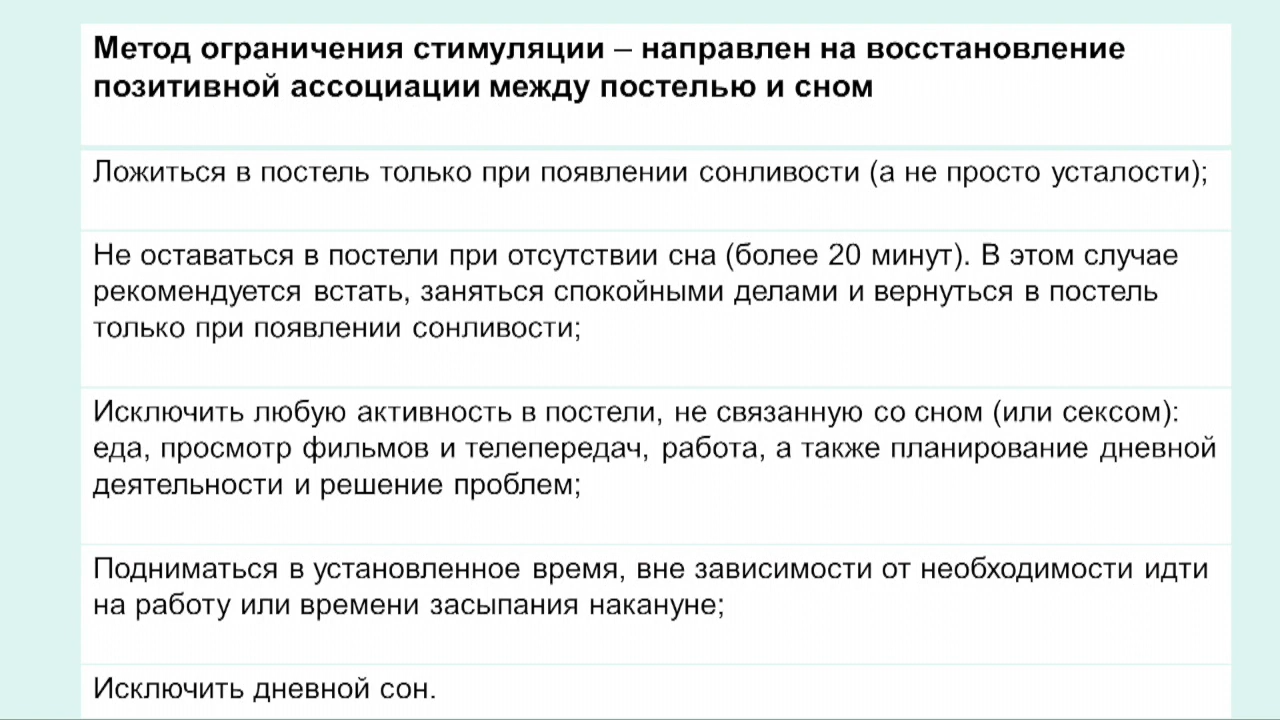 Метод ограничения стимуляции – направлен на восстановление
позитивной ассоциации между постелью и сном
Ложиться в постель только при появлении сонливости (а не просто усталости);
Не оставаться в постели при отсутствии сна (более 20 минут). В этом случае
рекомендуется встать, заняться спокойными делами и вернуться в постель
только при появлении сонливости;
Исключить любую активность в постели, не связанную со сном (или сексом):
еда, просмотр фильмов и телепередач, работа, а также планирование дневной
деятельности и решение проблем;
Подниматься в установленное время, вне зависимости от необходимости идти
на работу или времени засыпания накануне;
Исключить дневной сон.